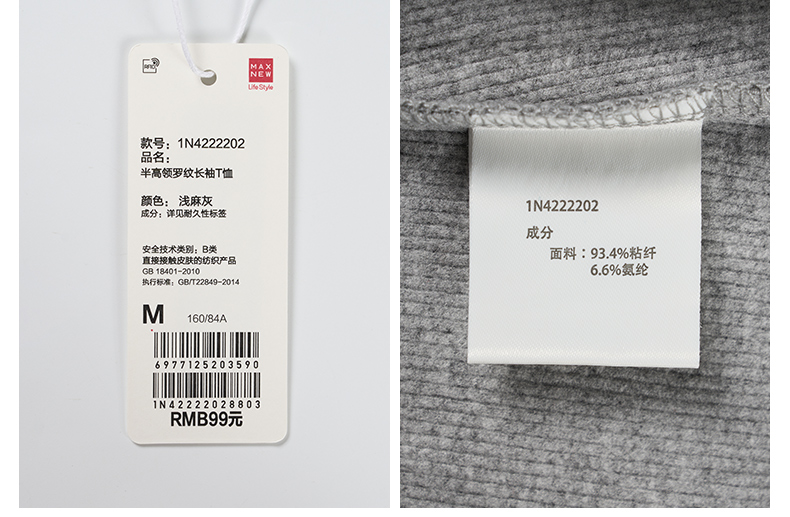 RFID
MAX
NEW
Life Style
款号：1N4222202
品名：
半高领罗纹长袖T恤
颜色： 浅麻灰
成分：详见耐久性标签
安全技术类别：B类
直接接触皮肤的纺织产品
GB 18401-2010
执行标准：GB/T22849-2014
M 160/84A
6977125203590
1N42222028803
RMB99元
1N4222202
成分
面料：93.4%粘纤
6.6%氨纶